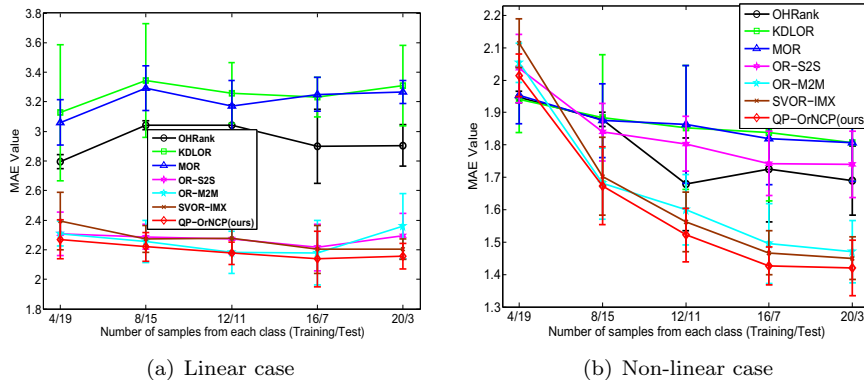 MAE Value
3.8
3.6
3.4
3.2
3
2.8
2.6
2.4
2.2
2
1.8
4/19
8/15
12/11
16/7
20/3
Number of samples from each class (Training/Test)
OHRank
KDLOR
MOR
OR-S2S
OR-M2M
SVOR-IMX
QP-OrNCP(ours)
(a) Linear case
MAE Value
2.2
2.1
2
1.9
1.8
1.7
1.6
1.5
1.4
1.3
4/19
8/15
12/11
16/7
20/3
Number of samples from each class (Training/Test)
OHRank
KDLOR
MOR
OR-S2S
OR-M2M
SVOR-IMX
QP-OrNCP(ours)
(b) Non-linear case